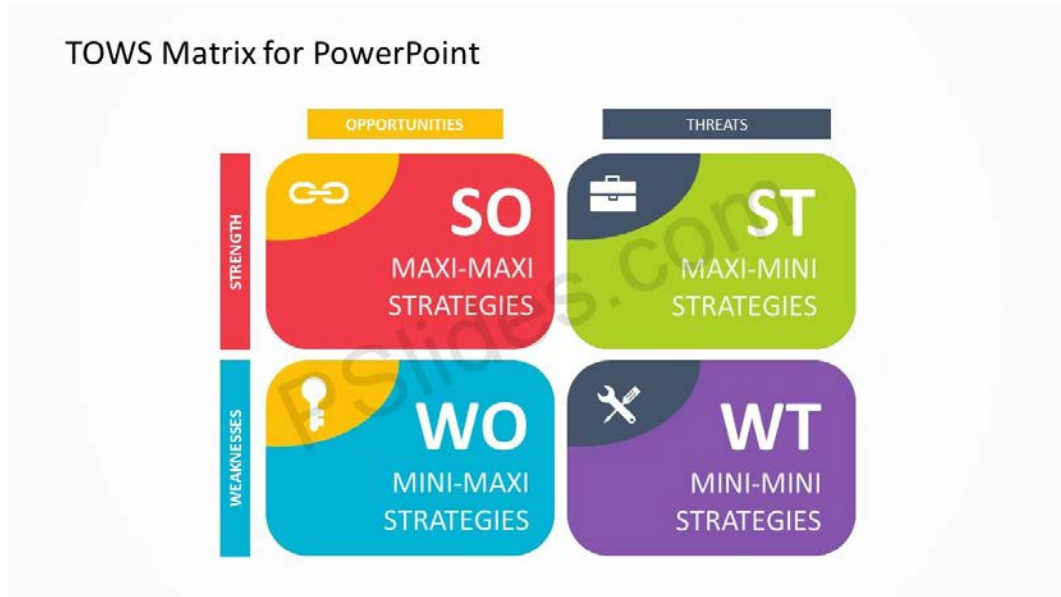 TOWS Matrix for PowerPoint
OPPORTUNITIES
THREATS
STRENGTH
SO
MAXI-MAXI
STRATEGIES
ST
MAXI-MINI
STRATEGIES
WEAKNESSES
WO
MINI-MAXI
STRATEGIES
WT
MINI-MINI
STRATEGIES
PSlides.com